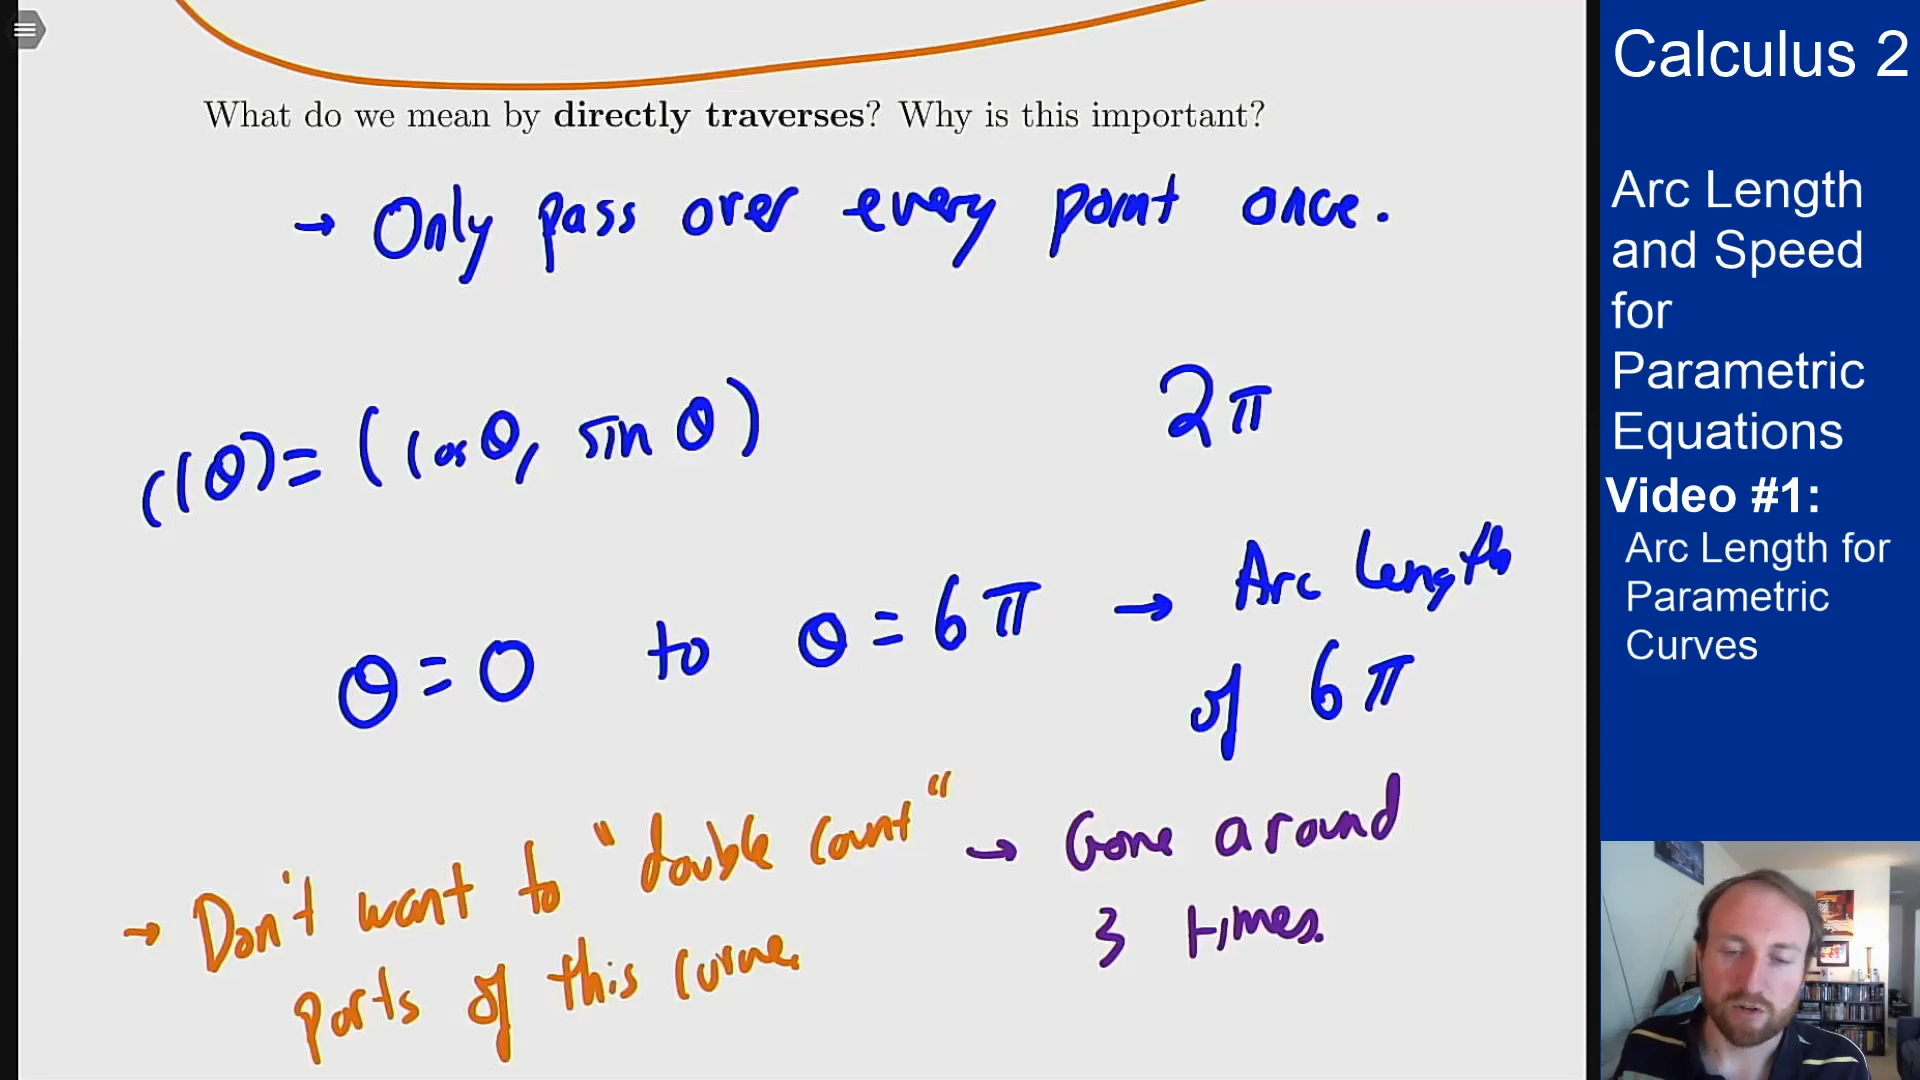 What do we mean by directly traverses? Why is this important?
→ Only pass over every point once.
c(θ) = (cos θ, sin θ)
2π
θ = 0 to θ = 6π → Arc Length
of 6π
→ Don't want to "double count"
parts of this curve.
→ Gone around
3 times.
Calculus 2
Arc Length
and Speed
for
Parametric
Equations
Video #1:
Arc Length for
Parametric
Curves